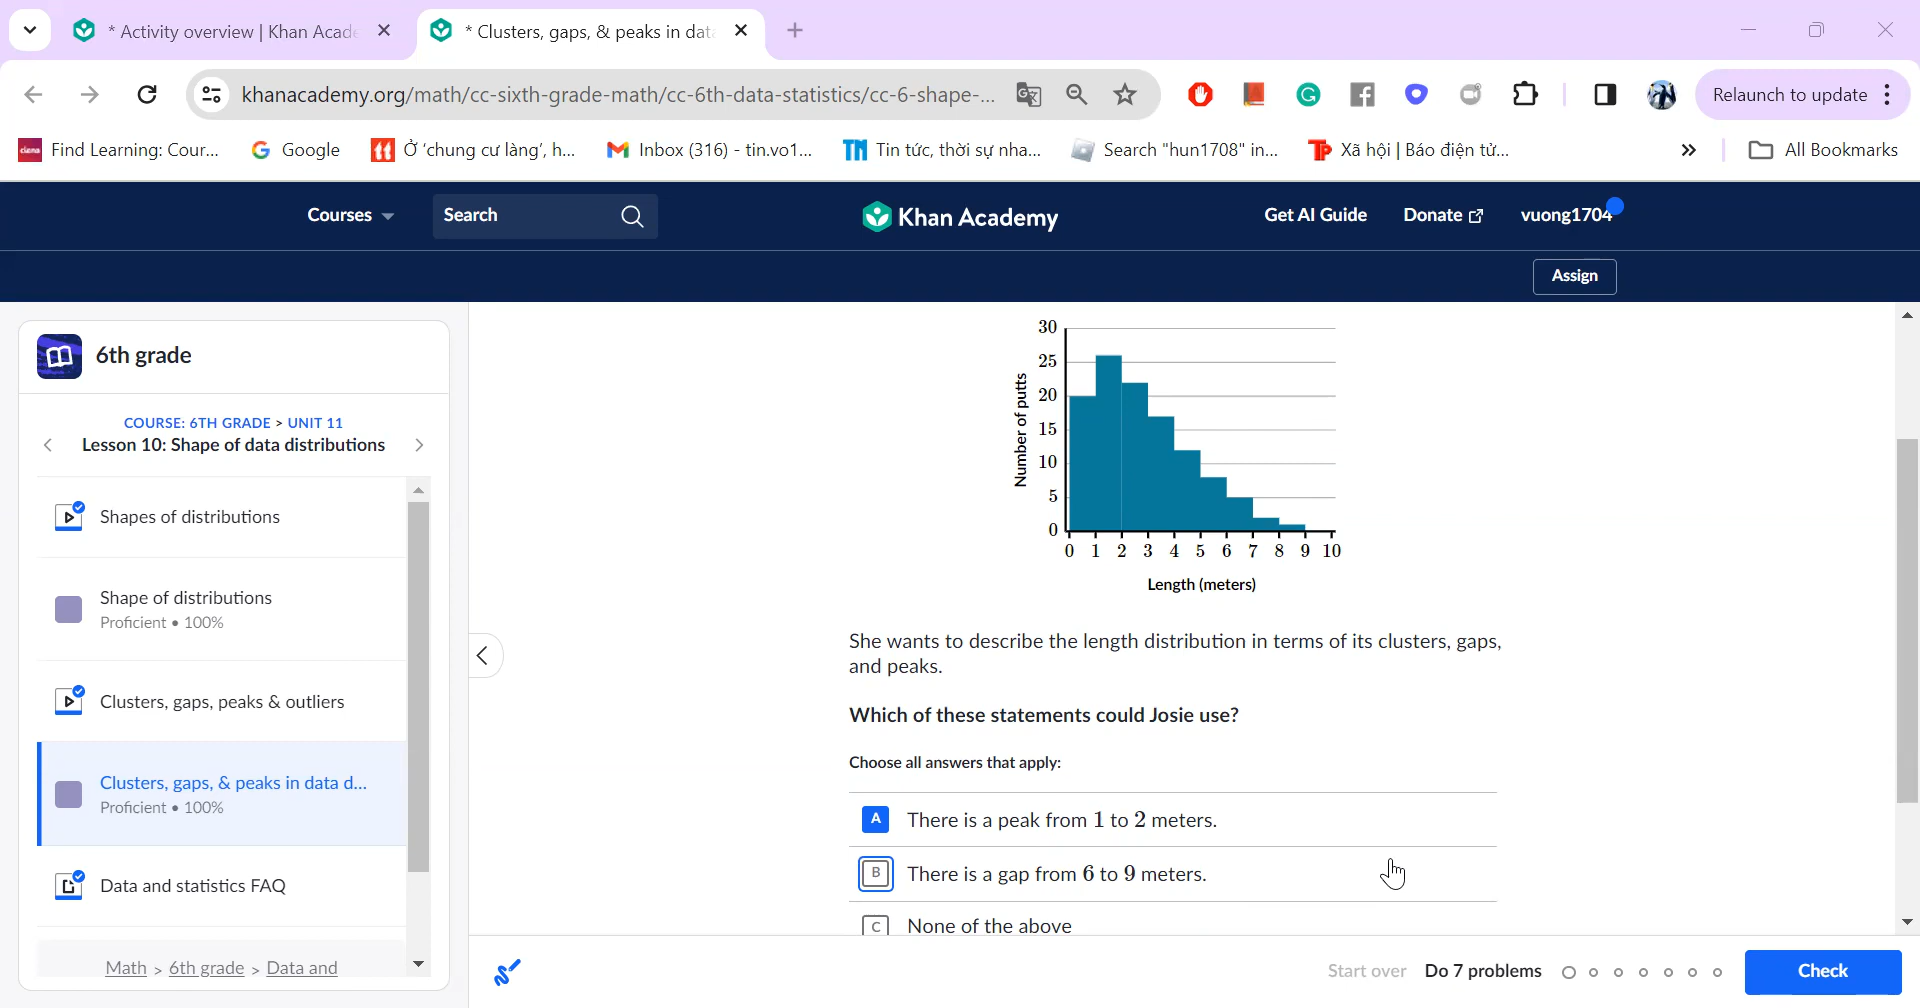 * Activity overview | Khan Acade
* Clusters, gaps, & peaks in data
khanacademy.org/math/cc-sixth-grade-math/cc-6th-data-statistics/cc-6-shape-...
Relaunch to update
ciena Find Learning: Cour...
Google
Ở 'chung cư làng', h...
Inbox (316) - tin.vo1...
Tin tức, thời sự nha...
Search "hun1708" in...
Xã hội | Báo điện tử...
»
All Bookmarks
Courses
Search
Khan Academy
Get AI Guide
Donate
vuong1704
Assign
6th grade
COURSE: 6TH GRADE > UNIT 11
Lesson 10: Shape of data distributions
Shapes of distributions
Shape of distributions
Proficient • 100%
Clusters, gaps, peaks & outliers
Clusters, gaps, & peaks in data d...
Proficient • 100%
Data and statistics FAQ
Math > 6th grade > Data and
Number of putts
30
25
20
15
10
5
0
0 1 2 3 4 5 6 7 8 9 10
Length (meters)
She wants to describe the length distribution in terms of its clusters, gaps,
and peaks.
Which of these statements could Josie use?
Choose all answers that apply:
A There is a peak from 1 to 2 meters.
B There is a gap from 6 to 9 meters.
C None of the above
Start over
Do 7 problems
Check